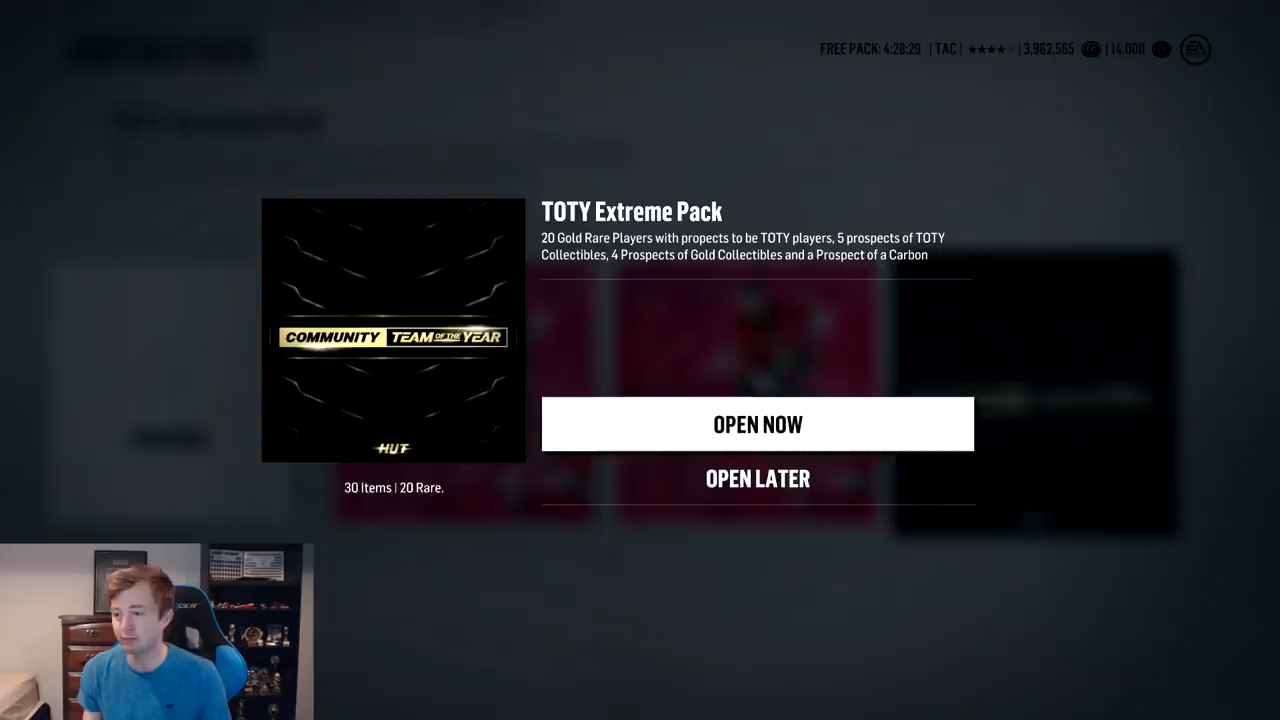 FREE PACK: 4:28:29 | TAC | ★★★★★ | 3,962,565 | 14,000 EA
TOTY Extreme Pack
20 Gold Rare Players with propects to be TOTY players, 5 prospects of TOTY
Collectibles, 4 Prospects of Gold Collectibles and a Prospect of a Carbon
COMMUNITY TEAM OF THE YEAR
OPEN NOW
HUT
OPEN LATER
30 Items | 20 Rare.